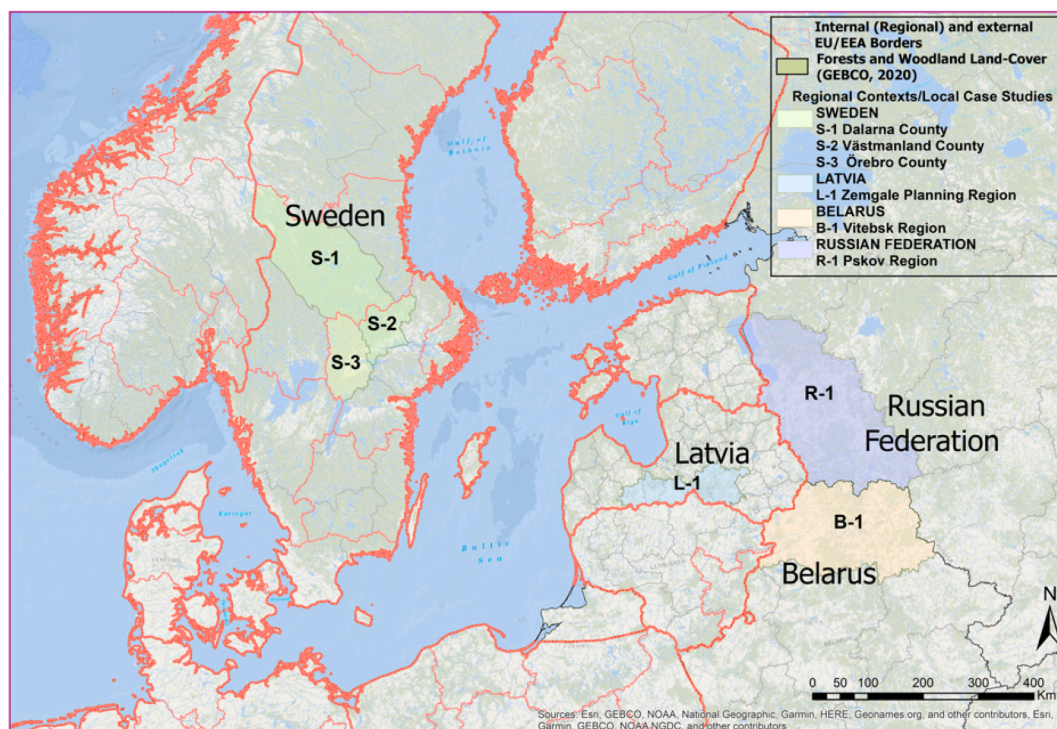 Internal (Regional) and external
EU/EEA Borders
Forests and Woodland Land-Cover
(GEBCO, 2020)
Regional Contexts/Local Case Studies
SWEDEN
S-1 Dalarna County
S-2 Västmanland County
S-3 Örebro County
LATVIA
L-1 Zemgale Planning Region
BELARUS
B-1 Vitebsk Region
RUSSIAN FEDERATION
R-1 Pskov Region
Gulf of
Bothnia
Sweden
S-1
S-2
S-3
Gulf of Finland
R-1
Russian
Federation
Gulf of
Riga
Latvia
L-1
Skagerrak
Kattegat
B-1
Baltic
Sea
Belarus
N
0 50 100 200 300 400
Km
Sources: Esri, GEBCO, NOAA, National Geographic, Garmin, HERE, Geonames.org, and other contributors, Esri,
Garmin, GEBCO, NOAA NGDC, and other contributors